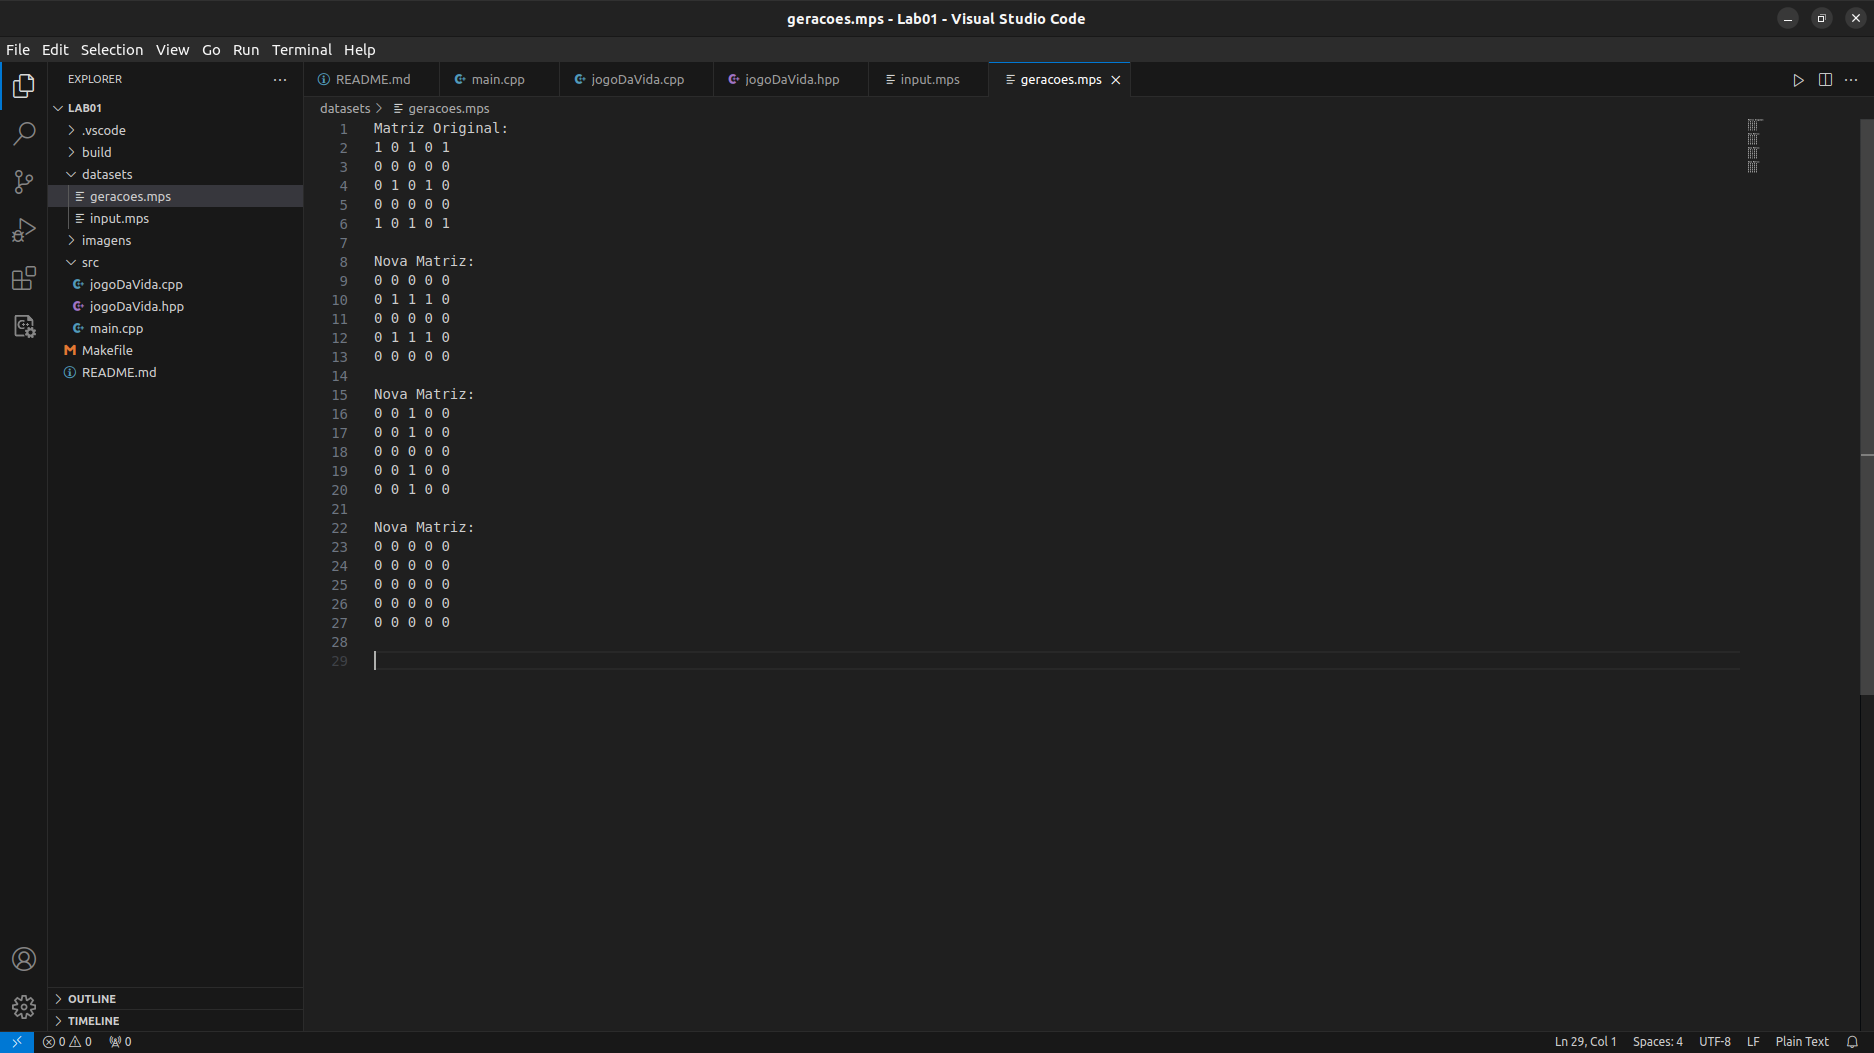 geracoes.mps - Lab01 - Visual Studio Code
File Edit Selection View Go Run Terminal Help
EXPLORER
LAB01
.vscode
build
datasets
geracoes.mps
input.mps
imagens
src
jogoDaVida.cpp
jogoDaVida.hpp
main.cpp
Makefile
README.md
OUTLINE
TIMELINE
README.md main.cpp jogoDaVida.cpp jogoDaVida.hpp input.mps geracoes.mps
datasets > geracoes.mps
1 Matriz Original:
2 1 0 1 0 1
3 0 0 0 0 0
4 0 1 0 1 0
5 0 0 0 0 0
6 1 0 1 0 1
7
8 Nova Matriz:
9 0 0 0 0 0
10 0 1 1 1 0
11 0 0 0 0 0
12 0 1 1 1 0
13 0 0 0 0 0
14
15 Nova Matriz:
16 0 0 1 0 0
17 0 0 1 0 0
18 0 0 0 0 0
19 0 0 1 0 0
20 0 0 1 0 0
21
22 Nova Matriz:
23 0 0 0 0 0
24 0 0 0 0 0
25 0 0 0 0 0
26 0 0 0 0 0
27 0 0 0 0 0
28
29
0 0 0 Ln 29, Col 1 Spaces: 4 UTF-8 LF Plain Text